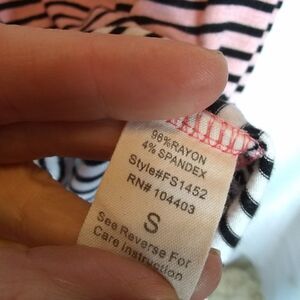 96%RAYON
4% SPANDEX
Style#FS1452
RN# 104403
S
See Reverse For
Care Instruction